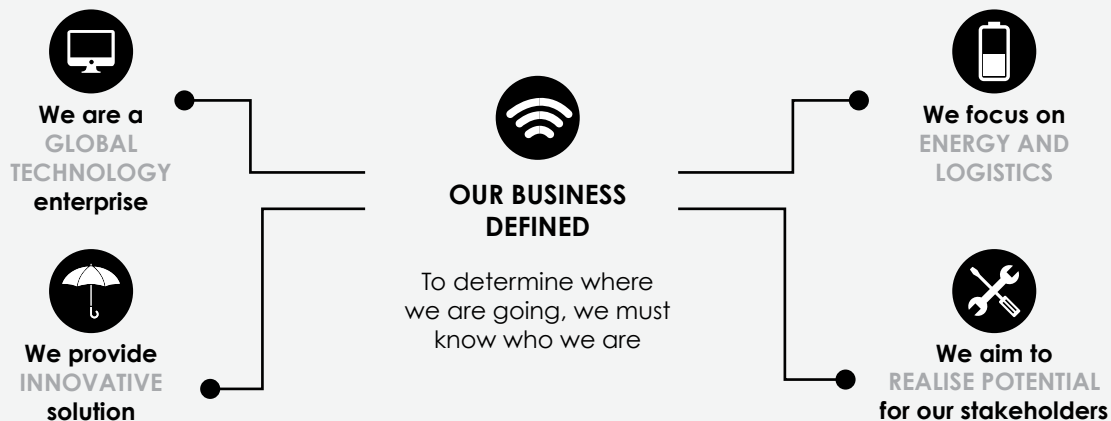 We are a
GLOBAL
TECHNOLOGY
enterprise
We provide
INNOVATIVE
solution
OUR BUSINESS
DEFINED
To determine where
we are going, we must
know who we are
We focus on
ENERGY AND
LOGISTICS
We aim to
REALISE POTENTIAL
for our stakeholders